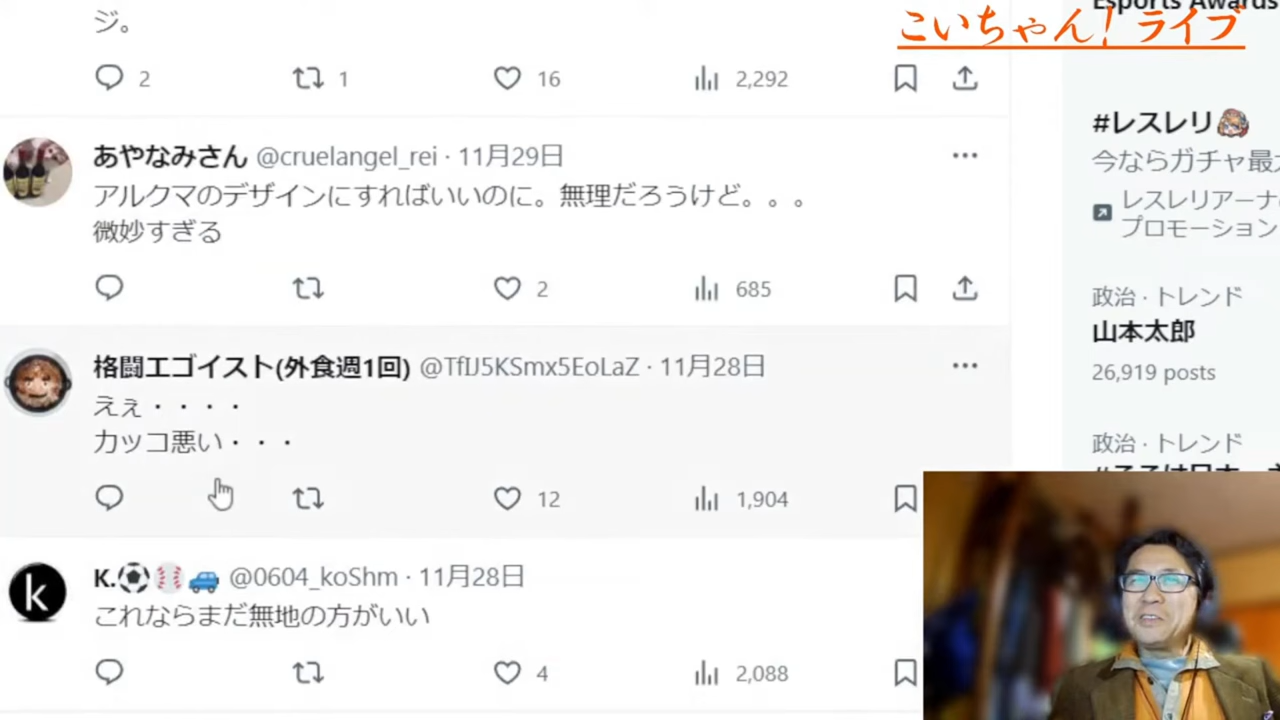 ジ。
2
1
16
2,292
あやなみさん @cruelangel_rei · 11月29日
アルクマのデザインにすればいいのに。無理だろうけど。。。
微妙すぎる
2
685
格闘エゴイスト(外食週1回) @TfIJ5KSmx5EoLaZ · 11月28日
えぇ・・・・
カッコ悪い・・・
12
1,904
K.⚽⚾🚙 @0604_koShm · 11月28日
これならまだ無地の方がいい
4
2,088
こいちゃん！ライブ
Esports Awards
#レスレリ
今ならガチャ最
レスレリアーナ
プロモーション
政治 · トレンド
山本太郎
26,919 posts
政治 · トレンド
k